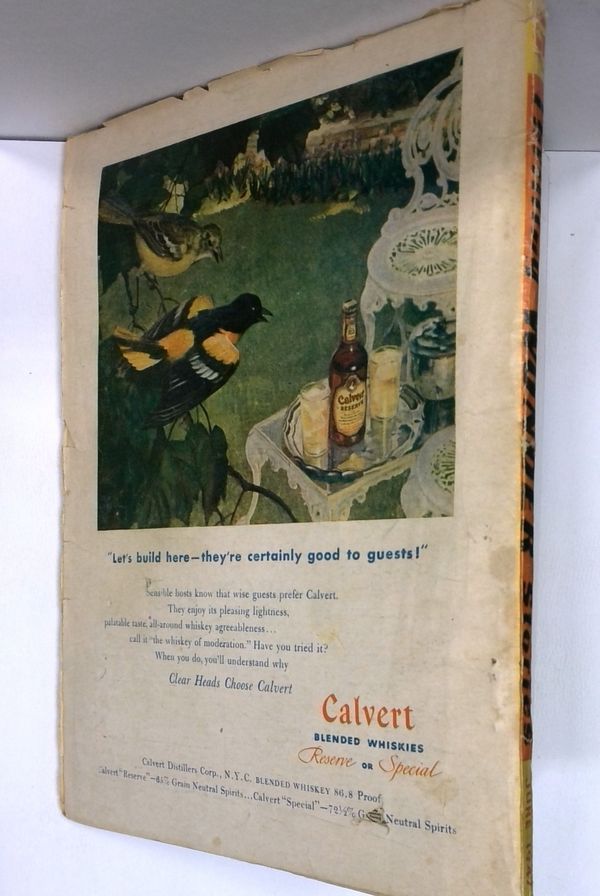 Calvert
RESERVE
"Let's build here—they're certainly good to guests!"
Sensible hosts know that wise guests prefer Calvert.
They enjoy its pleasing lightness,
palatable taste, all-around whiskey agreeableness...
call it "the whiskey of moderation." Have you tried it?
When you do, you'll understand why
Clear Heads Choose Calvert
Calvert
BLENDED WHISKIES
Reserve OR Special
Calvert Distillers Corp., N.Y.C. BLENDED WHISKEY 86.8 Proof
Calvert "Reserve"—65% Grain Neutral Spirits...Calvert "Special"—72½% Grain Neutral Spirits
THRILLING WONDER STORIES